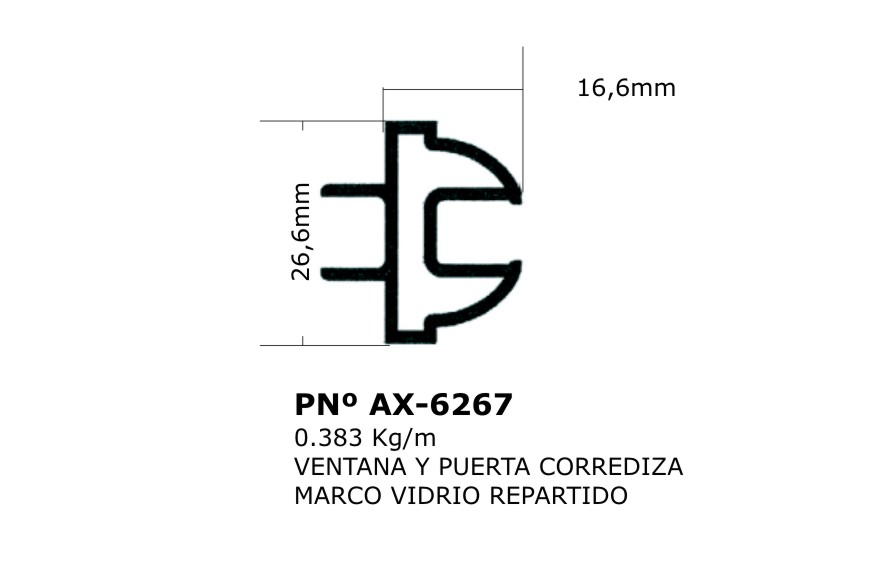 16,6mm
26,6mm
PNº AX-6267
0.383 Kg/m
VENTANA Y PUERTA CORREDIZA
MARCO VIDRIO REPARTIDO